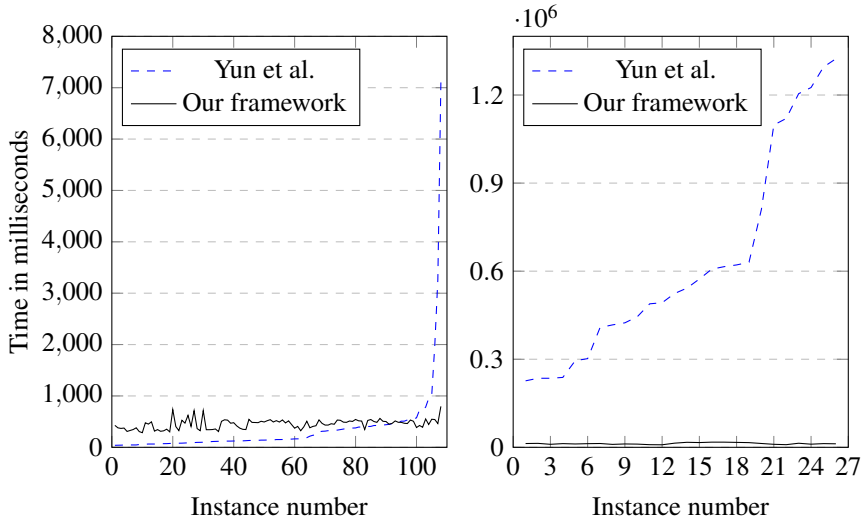 8,000
7,000
6,000
5,000
4,000
3,000
2,000
1,000
0
0 20 40 60 80 100
Time in milliseconds
Instance number
Yun et al.
Our framework
·10⁶
1.2
0.9
0.6
0.3
0
0 3 6 9 12 15 18 21 24 27
Instance number
Yun et al.
Our framework